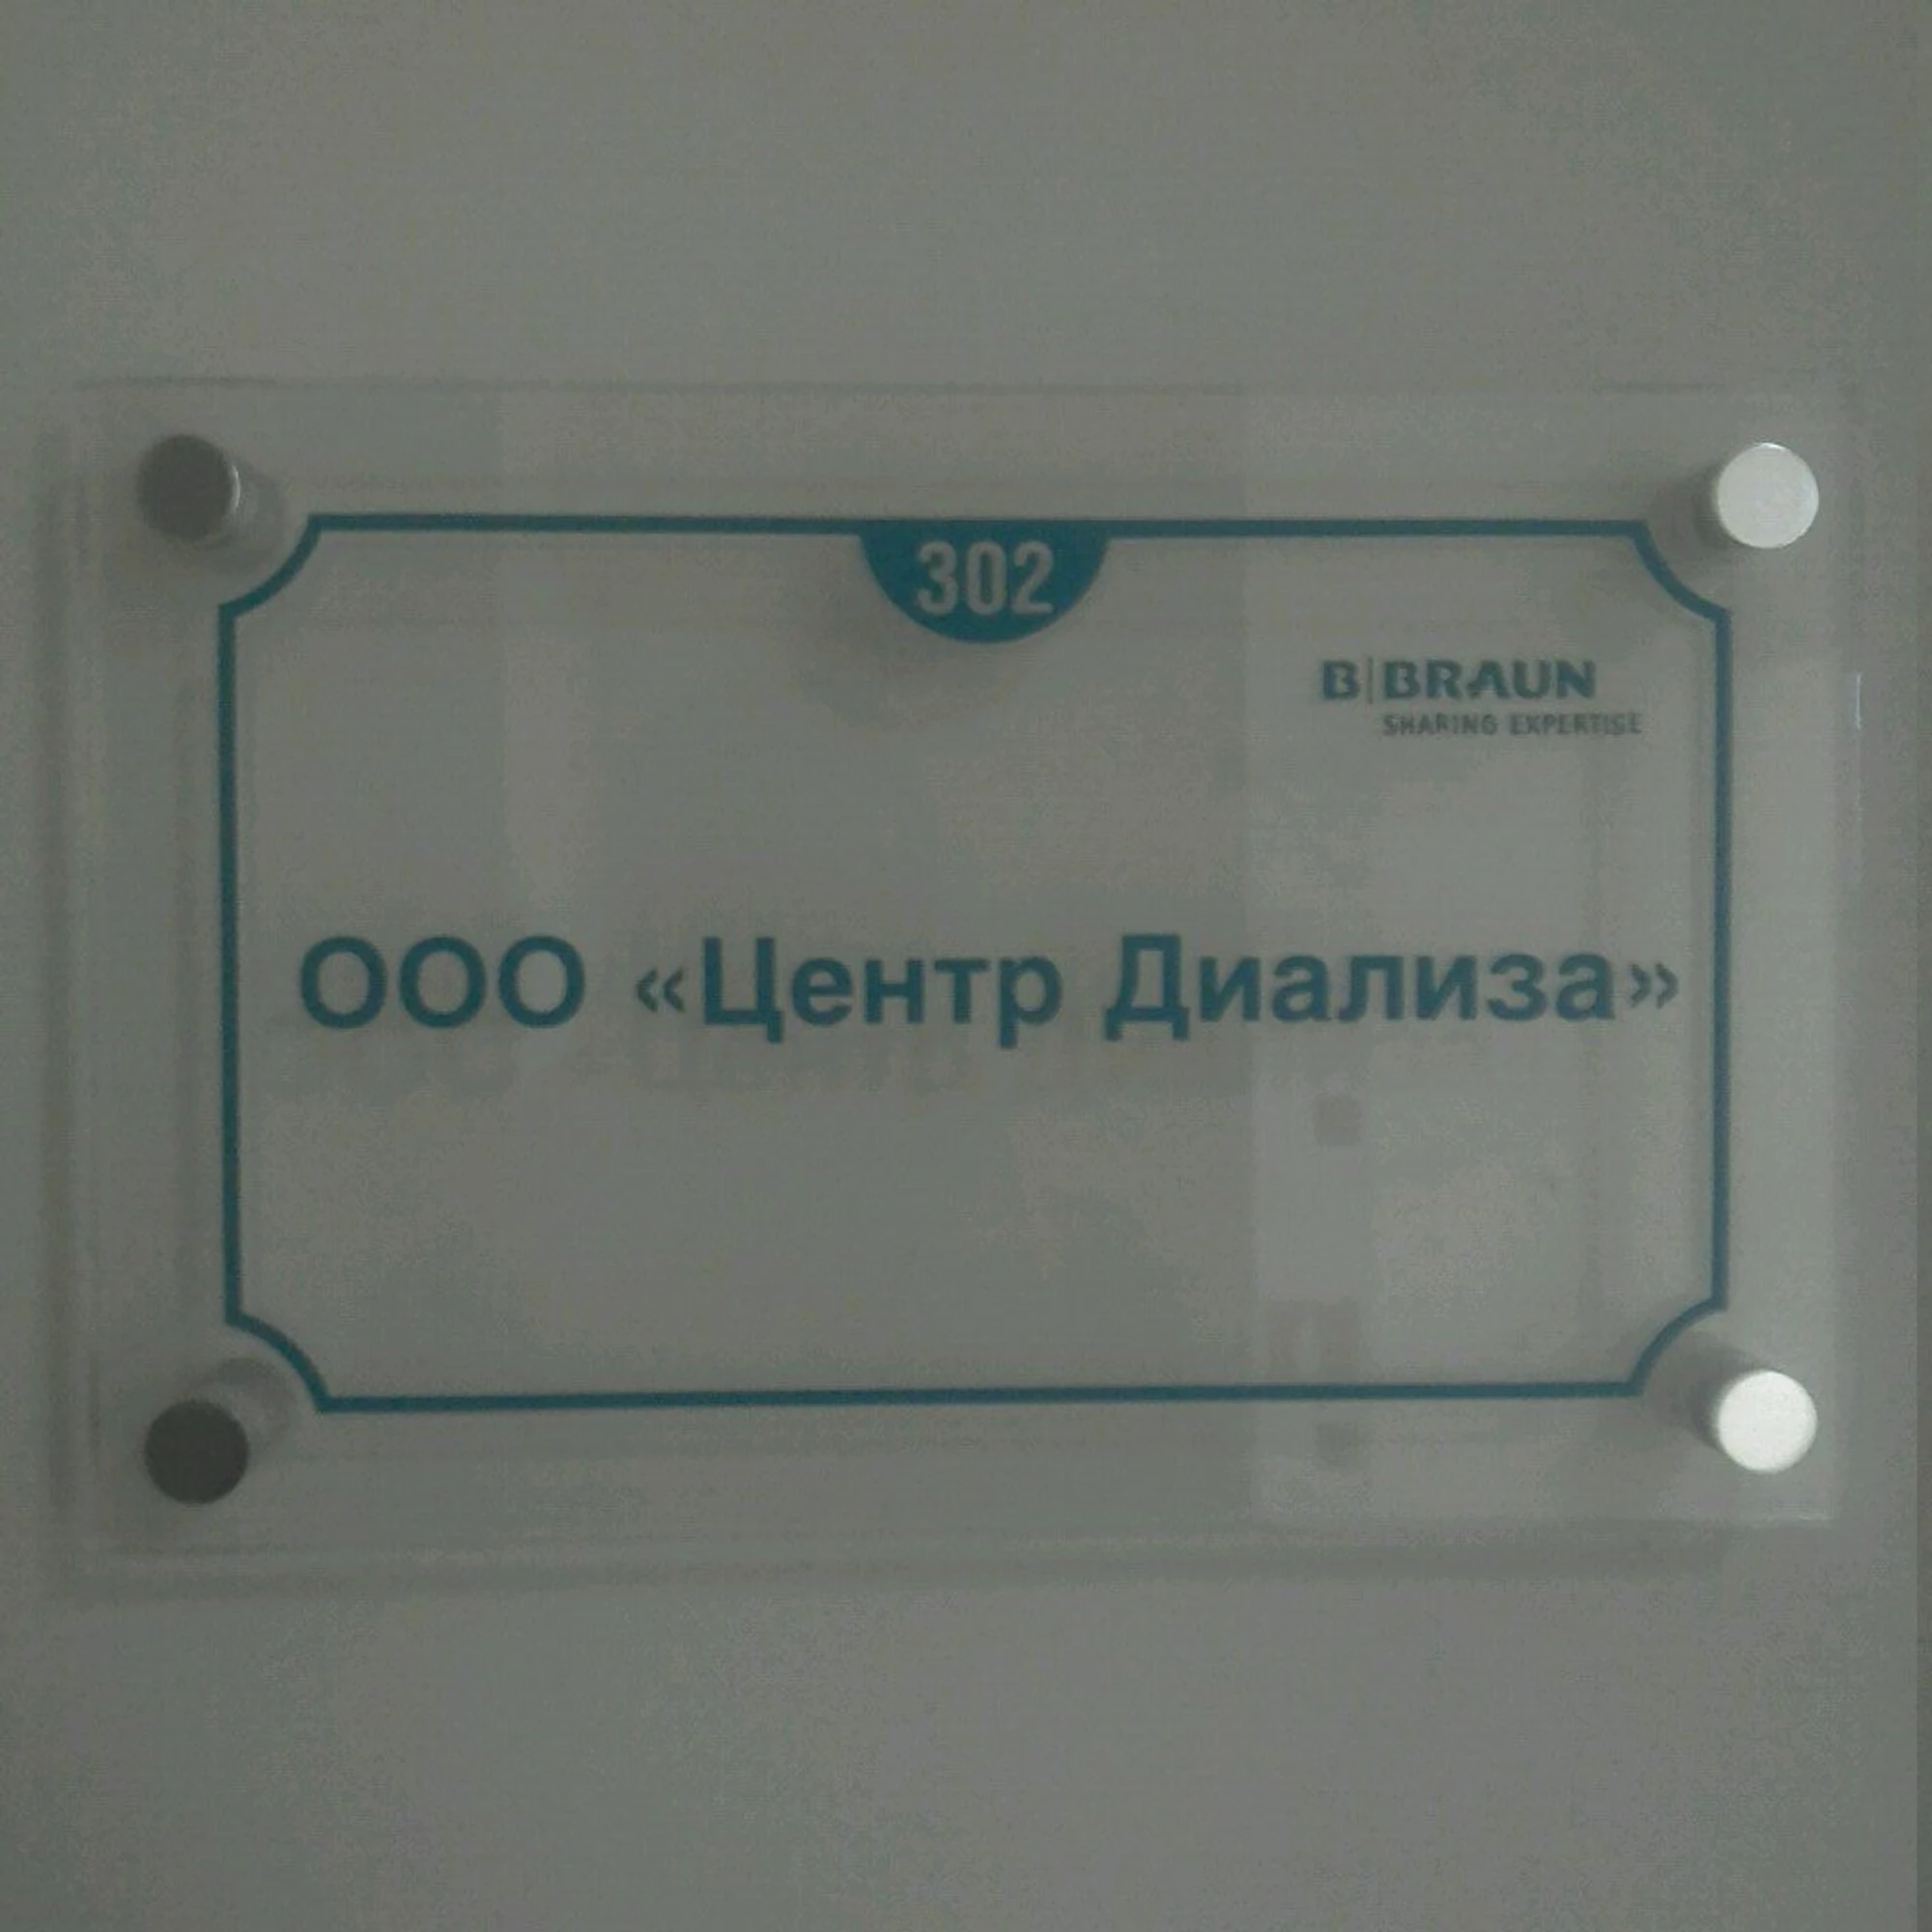 302
B|BRAUN
SHARING EXPERTISE
ООО «Центр Диализа»